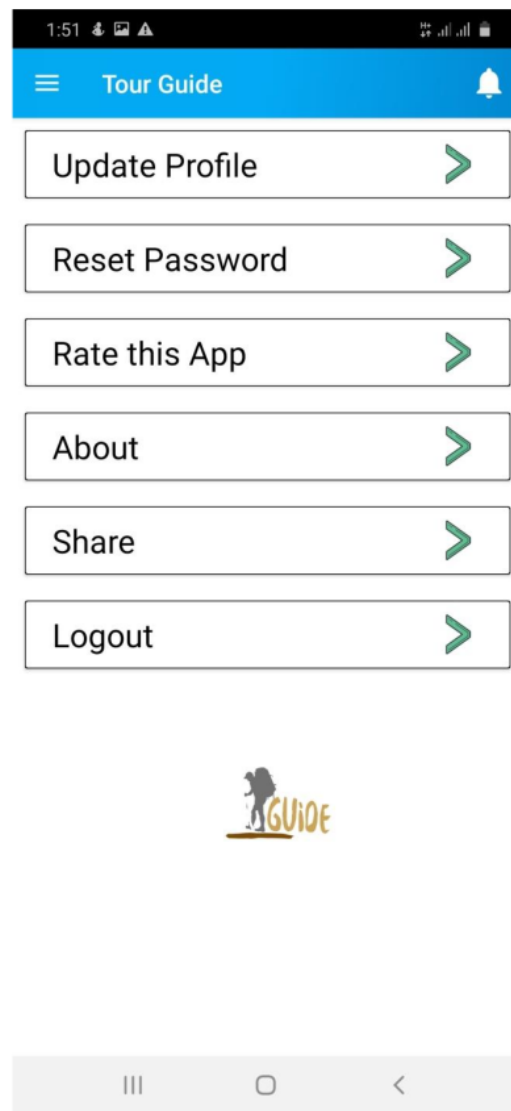 1:51
Tour Guide
Update Profile
Reset Password
Rate this App
About
Share
Logout
GUiDE